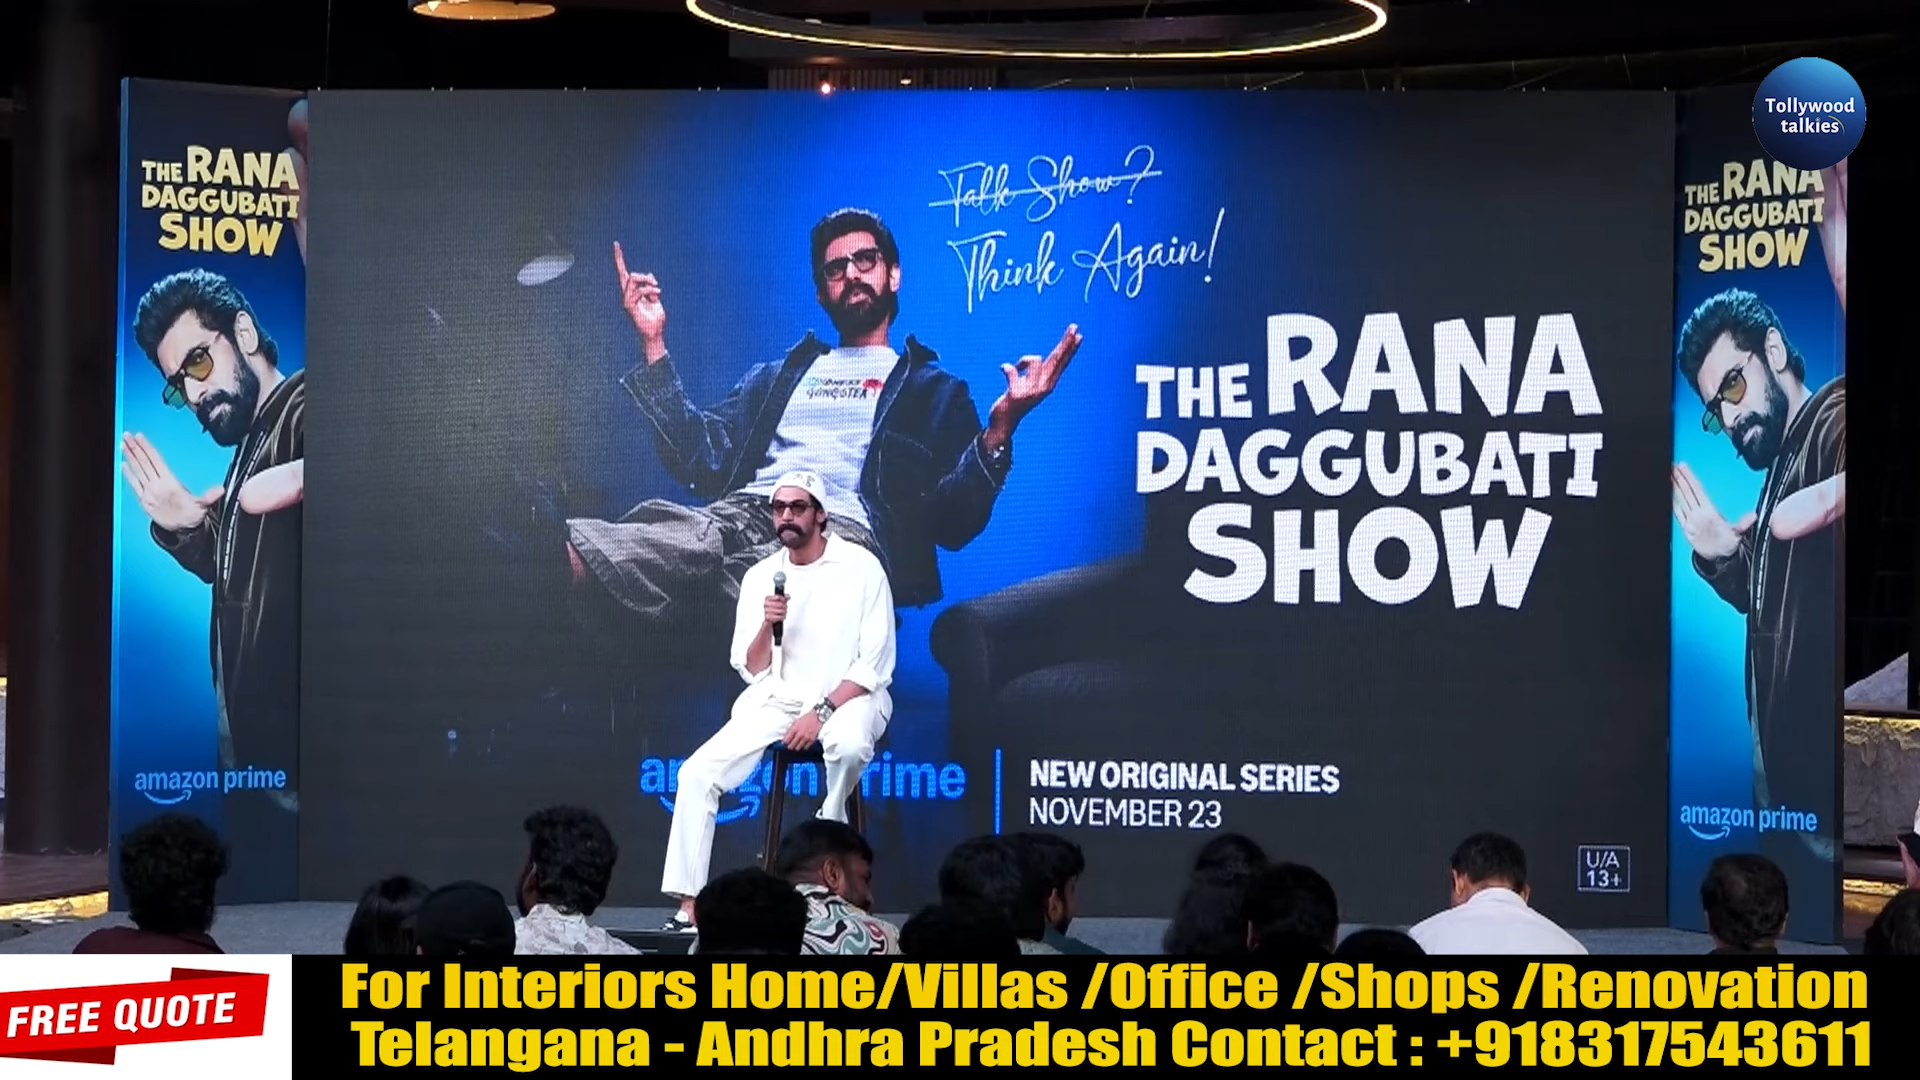 Tollywood
talkies
THE RANA
DAGGUBATI
SHOW
Talk Show?
Think Again!
THE RANA
DAGGUBATI
SHOW
THE RANA
DAGGUBATI
SHOW
amazon prime
NEW ORIGINAL SERIES
NOVEMBER 23
amazon prime
amazon prime
U/A
13+
FREE QUOTE
For Interiors Home/Villas /Office /Shops /Renovation
Telangana - Andhra Pradesh Contact : +918317543611